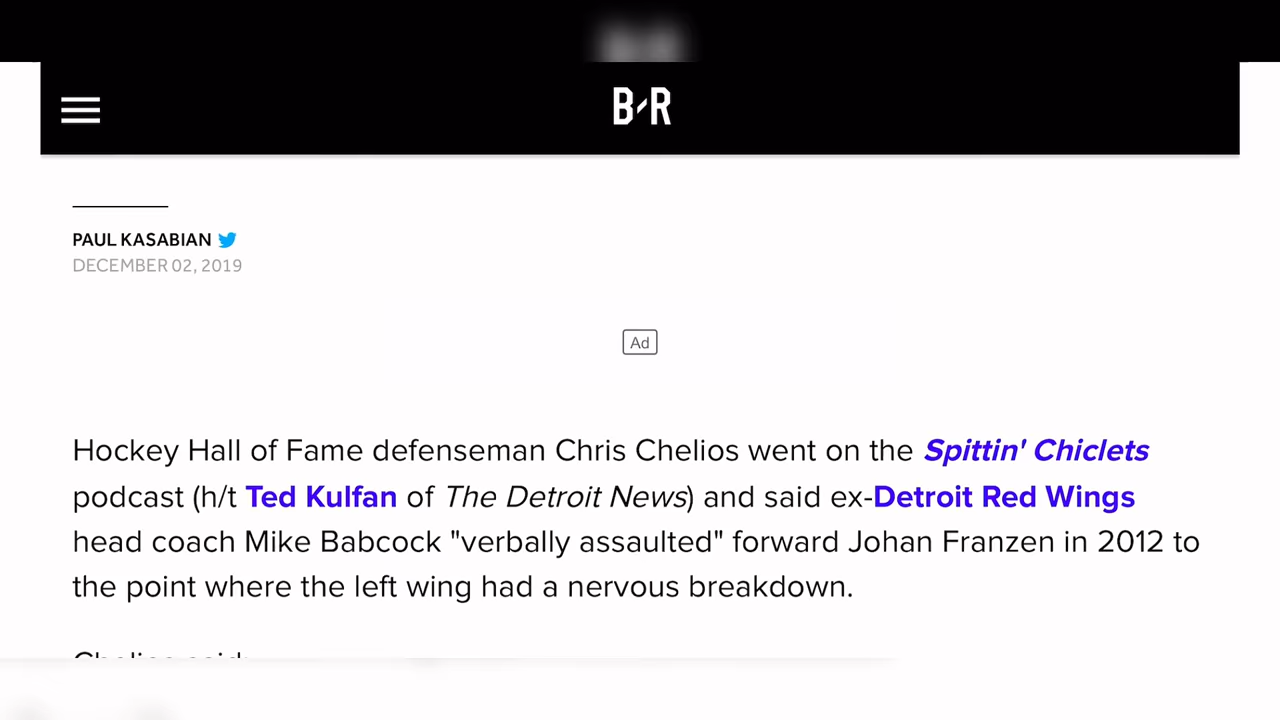 B/R
PAUL KASABIAN
DECEMBER 02, 2019
Ad
Hockey Hall of Fame defenseman Chris Chelios went on the Spittin' Chiclets
podcast (h/t Ted Kulfan of The Detroit News) and said ex-Detroit Red Wings
head coach Mike Babcock "verbally assaulted" forward Johan Franzen in 2012 to
the point where the left wing had a nervous breakdown.
Chelios said: